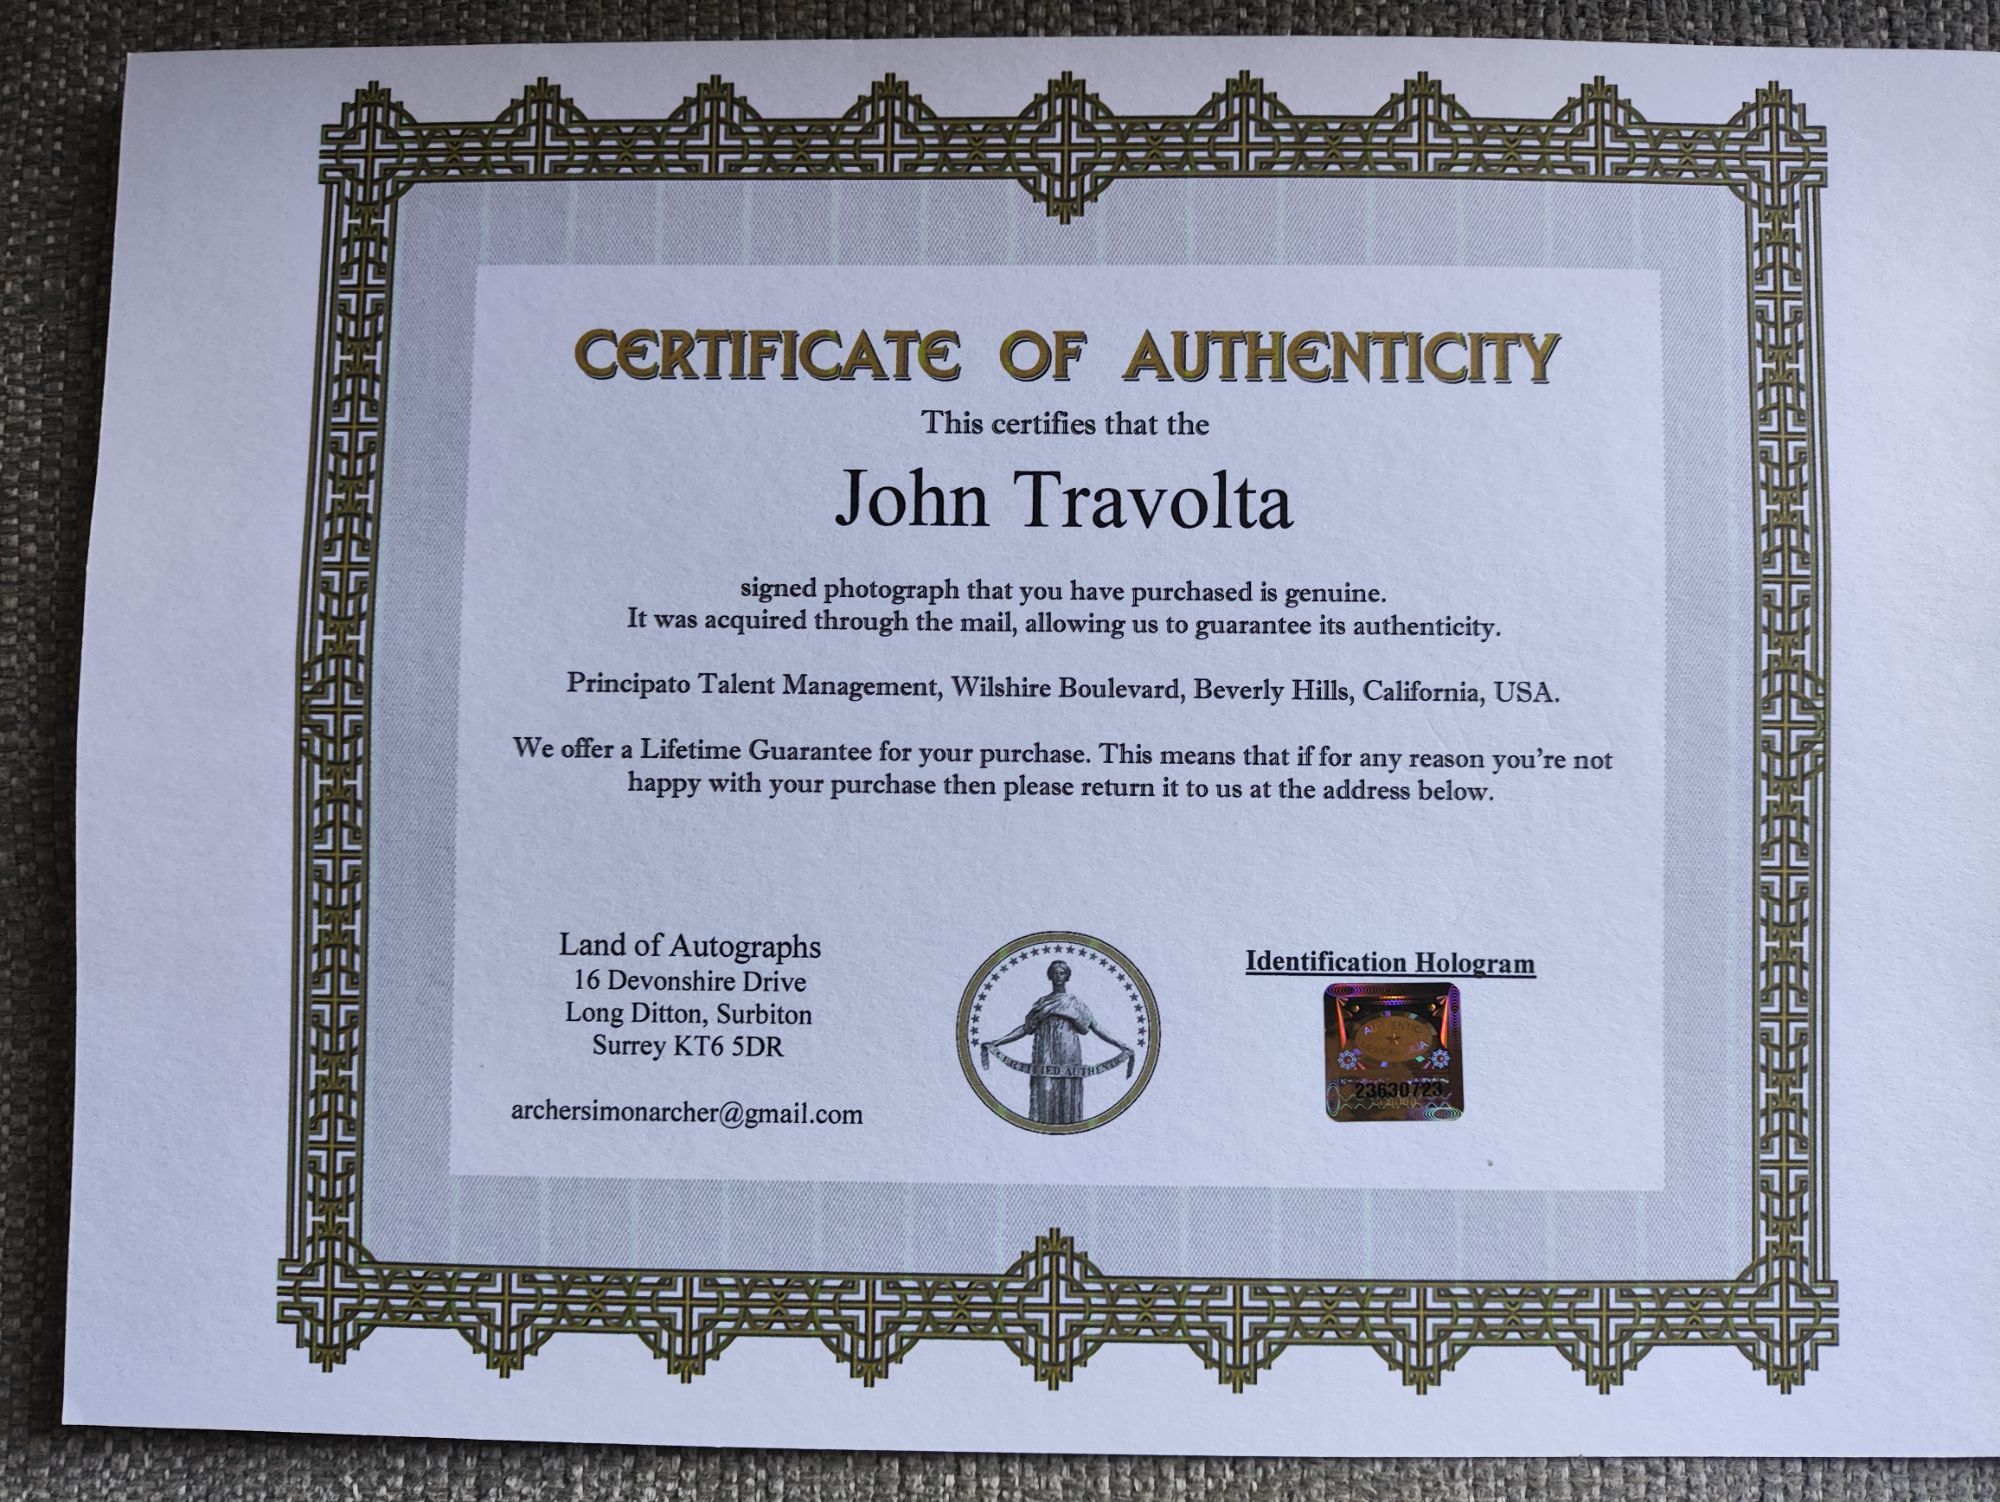 CERTIFICATE OF AUTHENTICITY
This certifies that the
John Travolta
signed photograph that you have purchased is genuine.
It was acquired through the mail, allowing us to guarantee its authenticity.
Principato Talent Management, Wilshire Boulevard, Beverly Hills, California, USA.
We offer a Lifetime Guarantee for your purchase. This means that if for any reason you're not
happy with your purchase then please return it to us at the address below.
Land of Autographs
16 Devonshire Drive
Long Ditton, Surbiton
Surrey KT6 5DR
archersimonarcher@gmail.com
CERTIFIED AUTHENTIC
Identification Hologram
AUTHENTIC
23630723